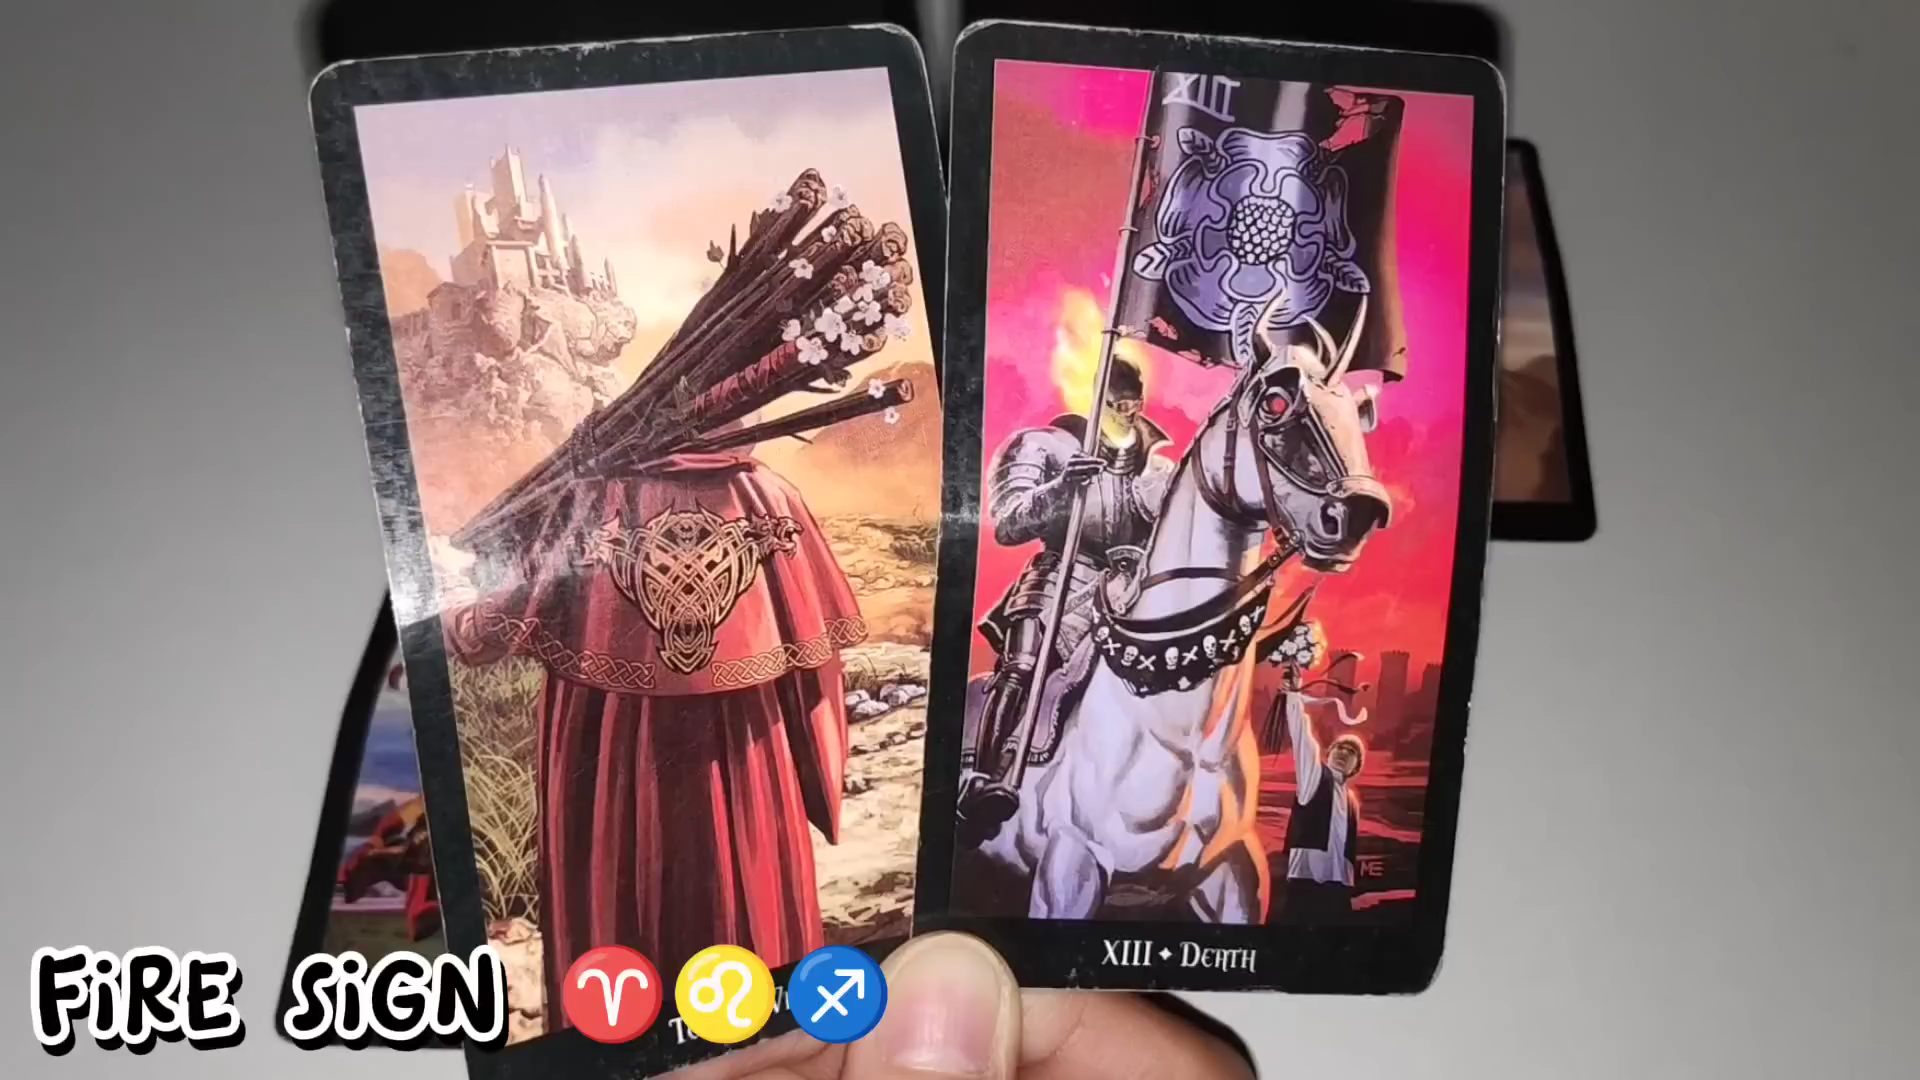 XIII
XIII ✦ DEATH
FiRE SiGN ♈♌♐
ME